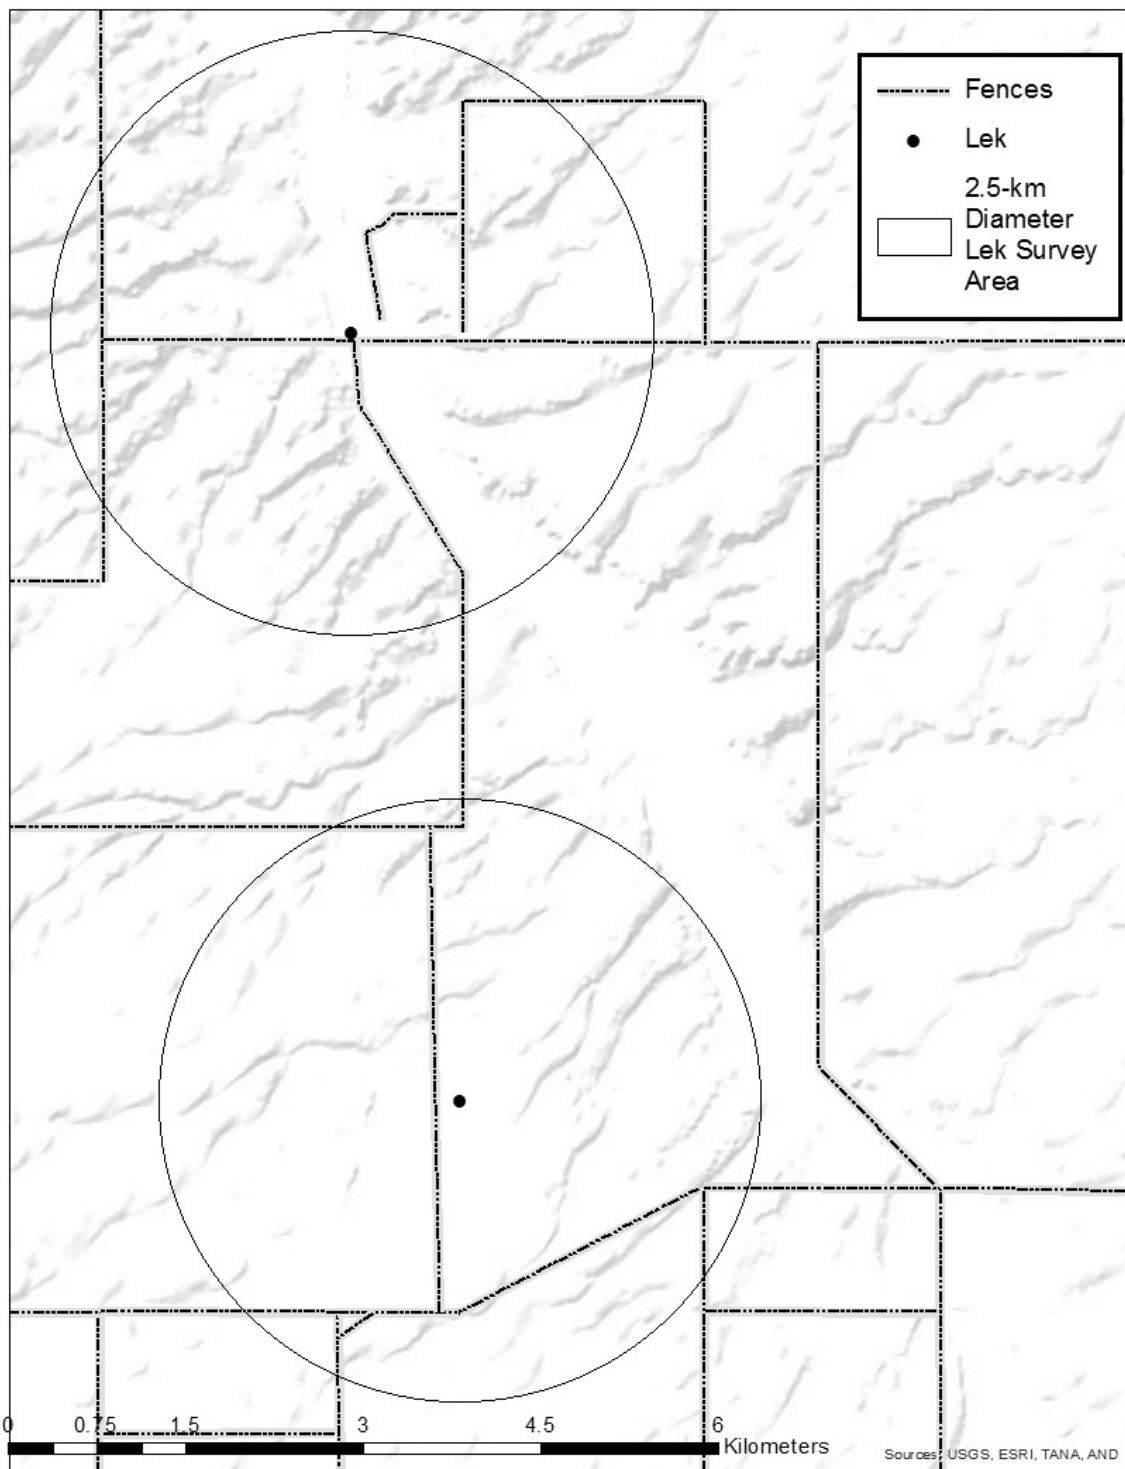 Fences
Lek
2.5-km
Diameter
Lek Survey
Area
0 0.75 1.5 3 4.5 6
Kilometers
Sources: USGS, ESRI, TANA, AND